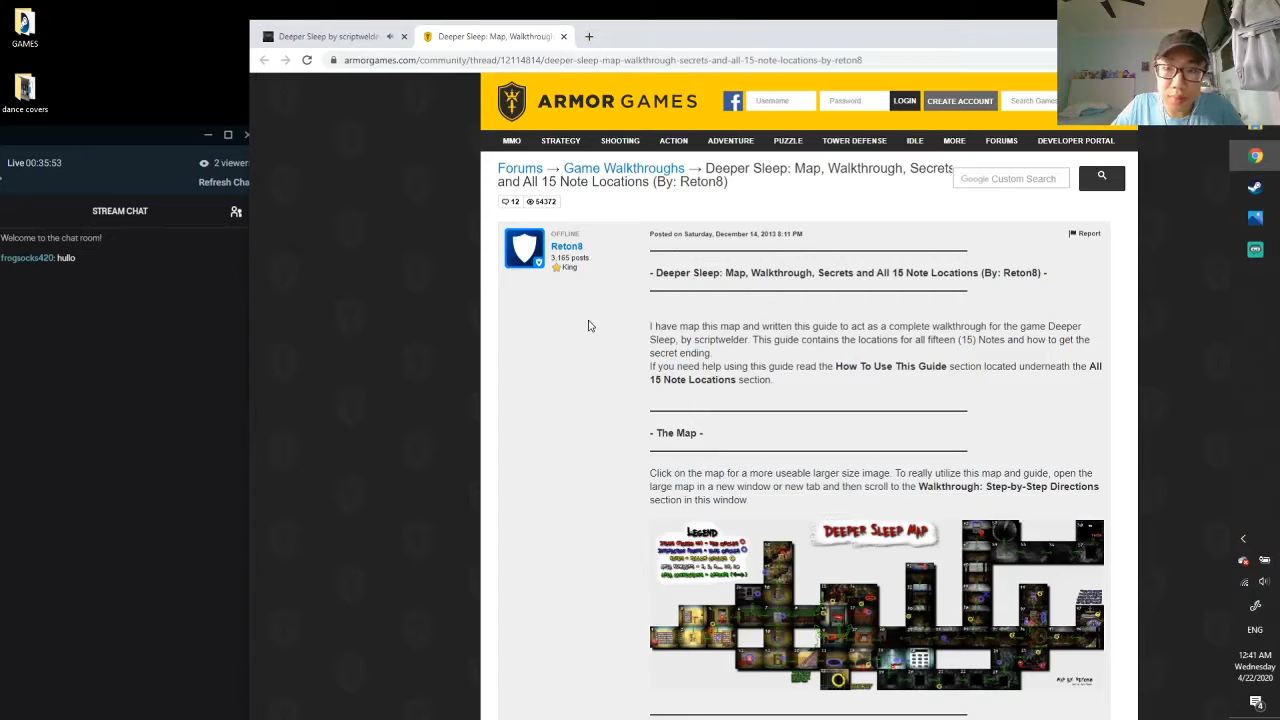 GAMES
dance covers
Live 00:35:53
2 viewers
Refresh Chat
STREAM CHAT
Welcome to the chat room!
frogsocks420: hullo
Deeper Sleep by scriptwelder
Deeper Sleep: Map, Walkthrough
armorgames.com/community/thread/12114814/deeper-sleep-map-walkthrough-secrets-and-all-15-note-locations-by-reton8
ARMOR GAMES
Username
Password
LOGIN
CREATE ACCOUNT
Search Games
MMO STRATEGY SHOOTING ACTION ADVENTURE PUZZLE TOWER DEFENSE IDLE MORE FORUMS DEVELOPER PORTAL
Forums → Game Walkthroughs → Deeper Sleep: Map, Walkthrough, Secrets
and All 15 Note Locations (By: Reton8)
Google Custom Search
12 54372
OFFLINE
Reton8
3,165 posts
King
Posted on Saturday, December 14, 2013 8:11 PM
Report
- Deeper Sleep: Map, Walkthrough, Secrets and All 15 Note Locations (By: Reton8) -
I have map this map and written this guide to act as a complete walkthrough for the game Deeper
Sleep, by scriptwelder. This guide contains the locations for all fifteen (15) Notes and how to get the
secret ending.
If you need help using this guide read the How To Use This Guide section located underneath the All
15 Note Locations section.
- The Map -
Click on the map for a more useable larger size image. To really utilize this map and guide, open the
large map in a new window or new tab and then scroll to the Walkthrough: Step-by-Step Directions
section in this window.
LEGEND
DEEPER SLEEP MAP
ENG
12:41 AM
Wednesday
4/22/2020
4